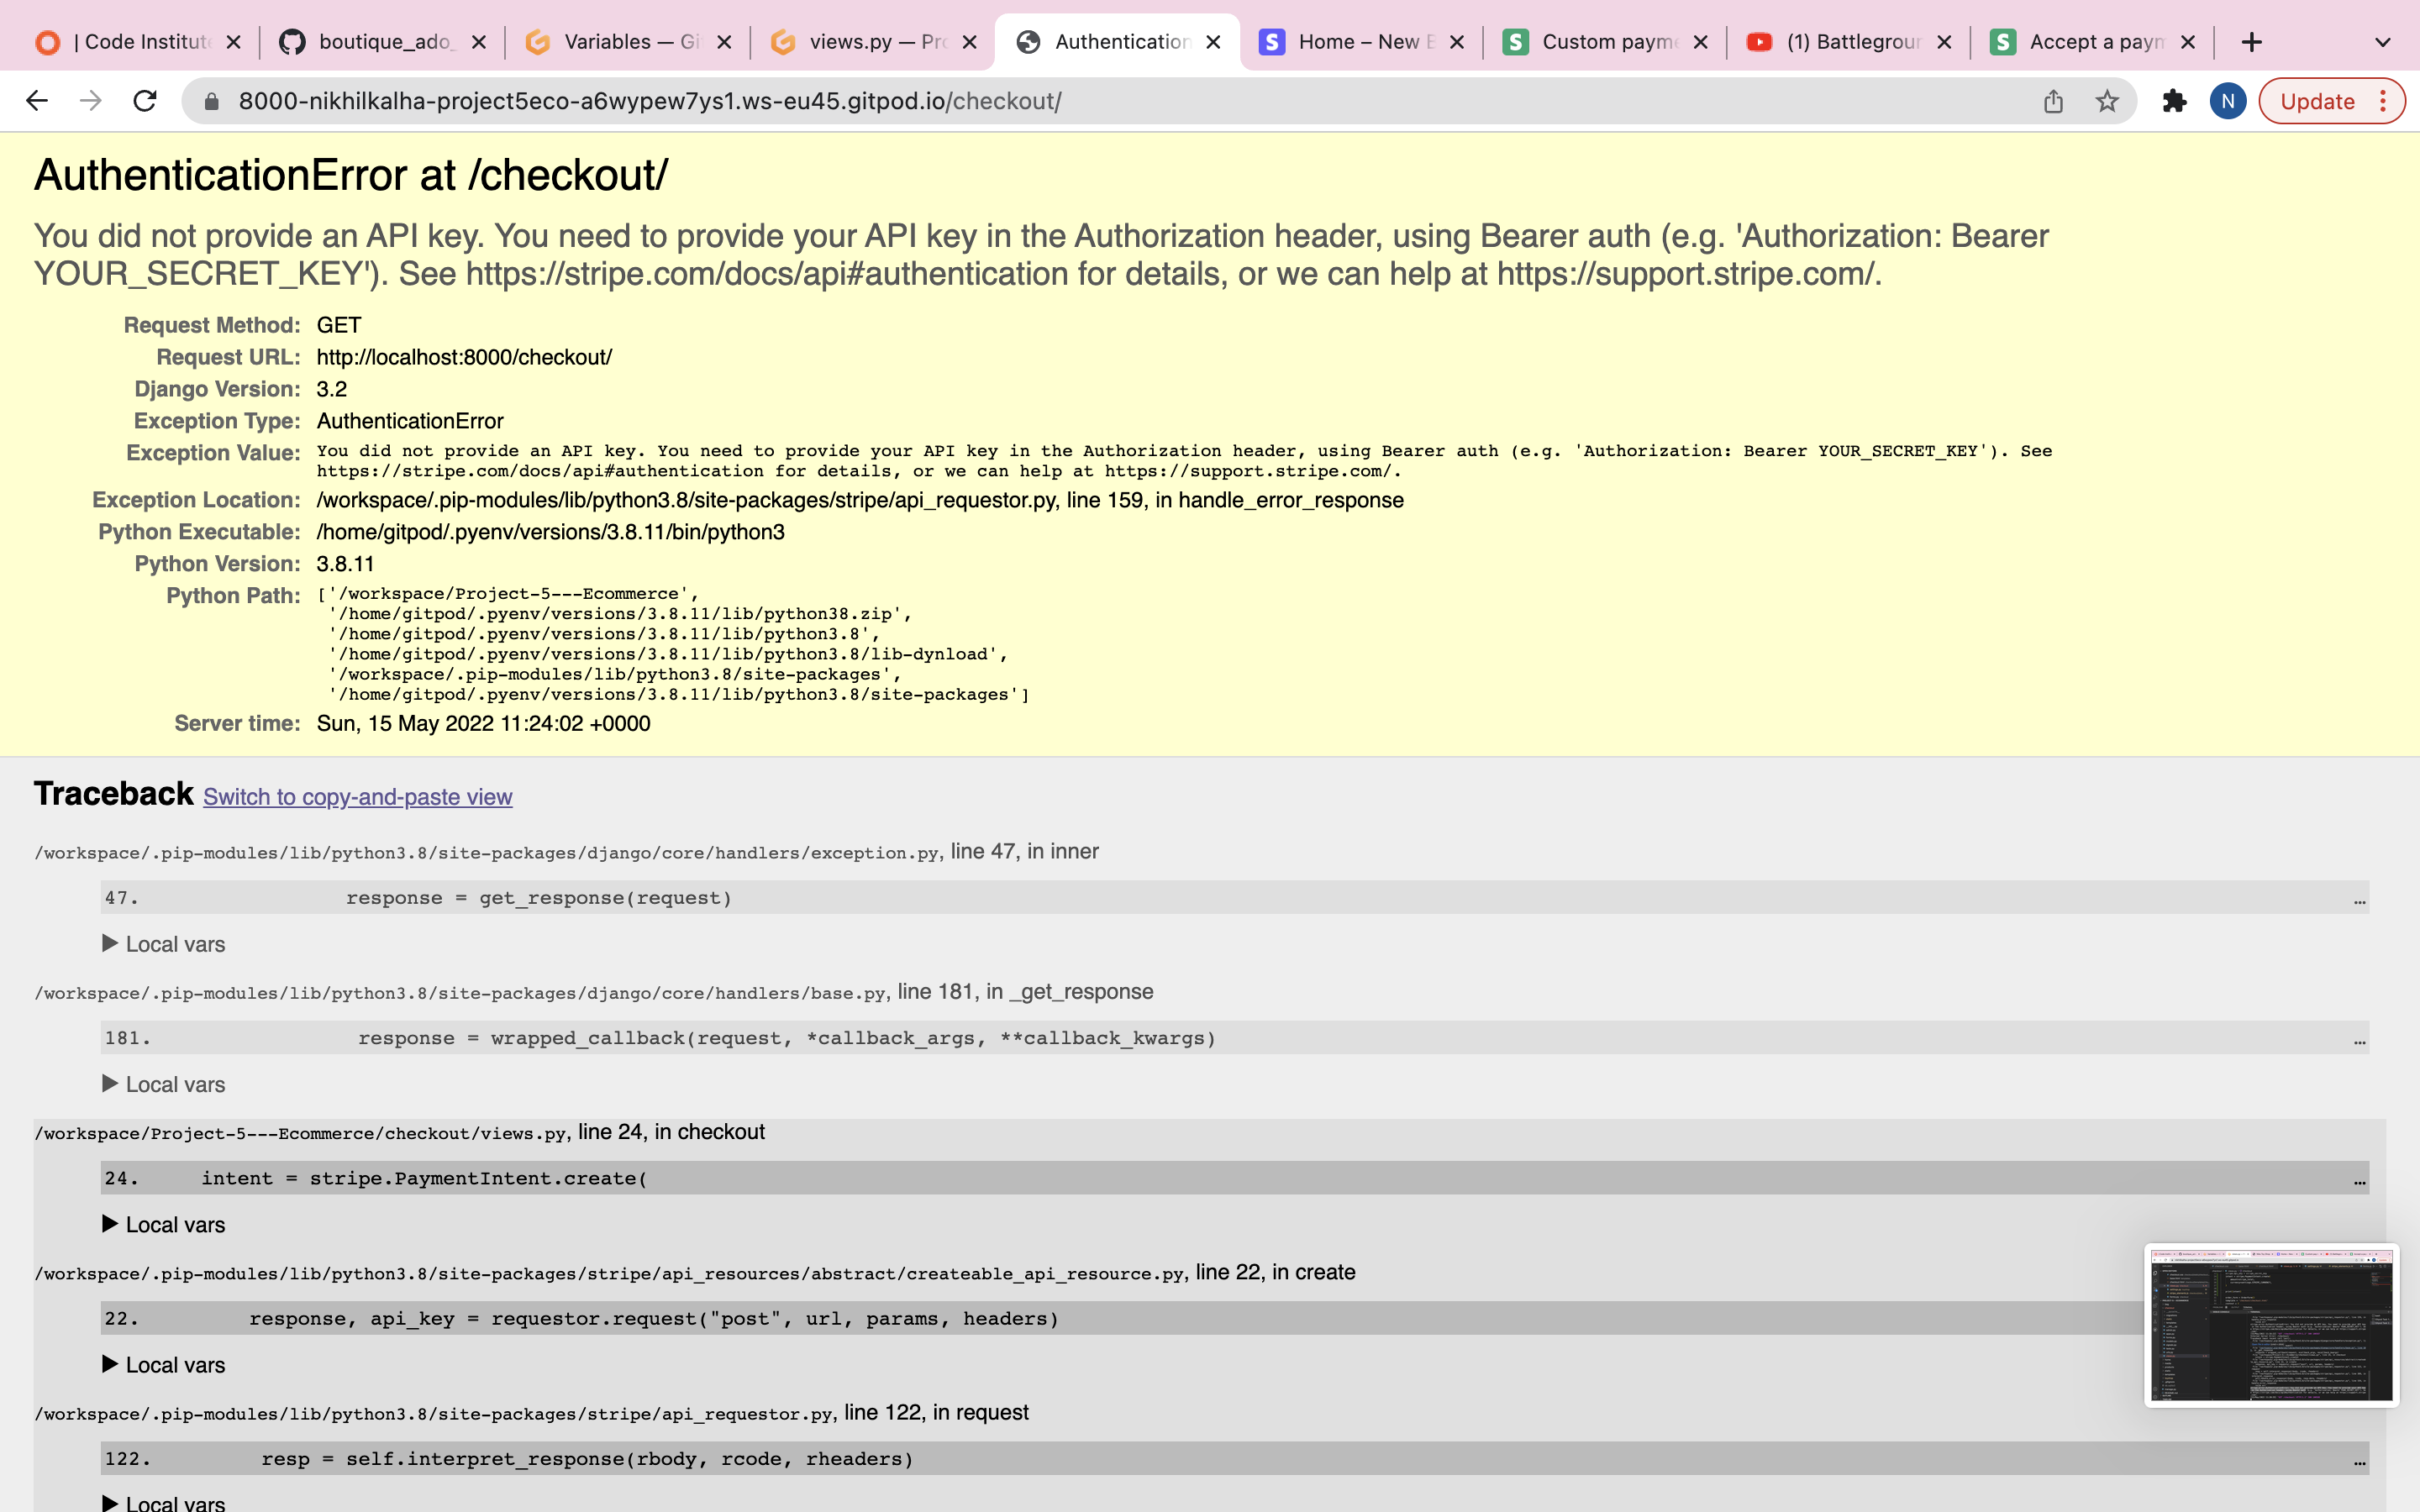 | Code Institut
boutique_ado_
Variables — Gi
views.py — Pro
Authentication
Home – New B
Custom payme
(1) Battlegroun
Accept a paym
8000-nikhilkalha-project5eco-a6wypew7ys1.ws-eu45.gitpod.io/checkout/
N
Update
AuthenticationError at /checkout/
You did not provide an API key. You need to provide your API key in the Authorization header, using Bearer auth (e.g. 'Authorization: Bearer
YOUR_SECRET_KEY'). See https://stripe.com/docs/api#authentication for details, or we can help at https://support.stripe.com/.
Request Method: GET
Request URL: http://localhost:8000/checkout/
Django Version: 3.2
Exception Type: AuthenticationError
Exception Value: You did not provide an API key. You need to provide your API key in the Authorization header, using Bearer auth (e.g. 'Authorization: Bearer YOUR_SECRET_KEY'). See
https://stripe.com/docs/api#authentication for details, or we can help at https://support.stripe.com/.
Exception Location: /workspace/.pip-modules/lib/python3.8/site-packages/stripe/api_requestor.py, line 159, in handle_error_response
Python Executable: /home/gitpod/.pyenv/versions/3.8.11/bin/python3
Python Version: 3.8.11
Python Path: ['/workspace/Project-5---Ecommerce',
'/home/gitpod/.pyenv/versions/3.8.11/lib/python38.zip',
'/home/gitpod/.pyenv/versions/3.8.11/lib/python3.8',
'/home/gitpod/.pyenv/versions/3.8.11/lib/python3.8/lib-dynload',
'/workspace/.pip-modules/lib/python3.8/site-packages',
'/home/gitpod/.pyenv/versions/3.8.11/lib/python3.8/site-packages']
Server time: Sun, 15 May 2022 11:24:02 +0000
Traceback Switch to copy-and-paste view
/workspace/.pip-modules/lib/python3.8/site-packages/django/core/handlers/exception.py, line 47, in inner
47. response = get_response(request) …
▶ Local vars
/workspace/.pip-modules/lib/python3.8/site-packages/django/core/handlers/base.py, line 181, in _get_response
181. response = wrapped_callback(request, *callback_args, **callback_kwargs) …
▶ Local vars
/workspace/Project-5---Ecommerce/checkout/views.py, line 24, in checkout
24. intent = stripe.PaymentIntent.create( …
▶ Local vars
/workspace/.pip-modules/lib/python3.8/site-packages/stripe/api_resources/abstract/createable_api_resource.py, line 22, in create
22. response, api_key = requestor.request("post", url, params, headers)
▶ Local vars
/workspace/.pip-modules/lib/python3.8/site-packages/stripe/api_requestor.py, line 122, in request
122. resp = self.interpret_response(rbody, rcode, rheaders) …
▶ Local vars